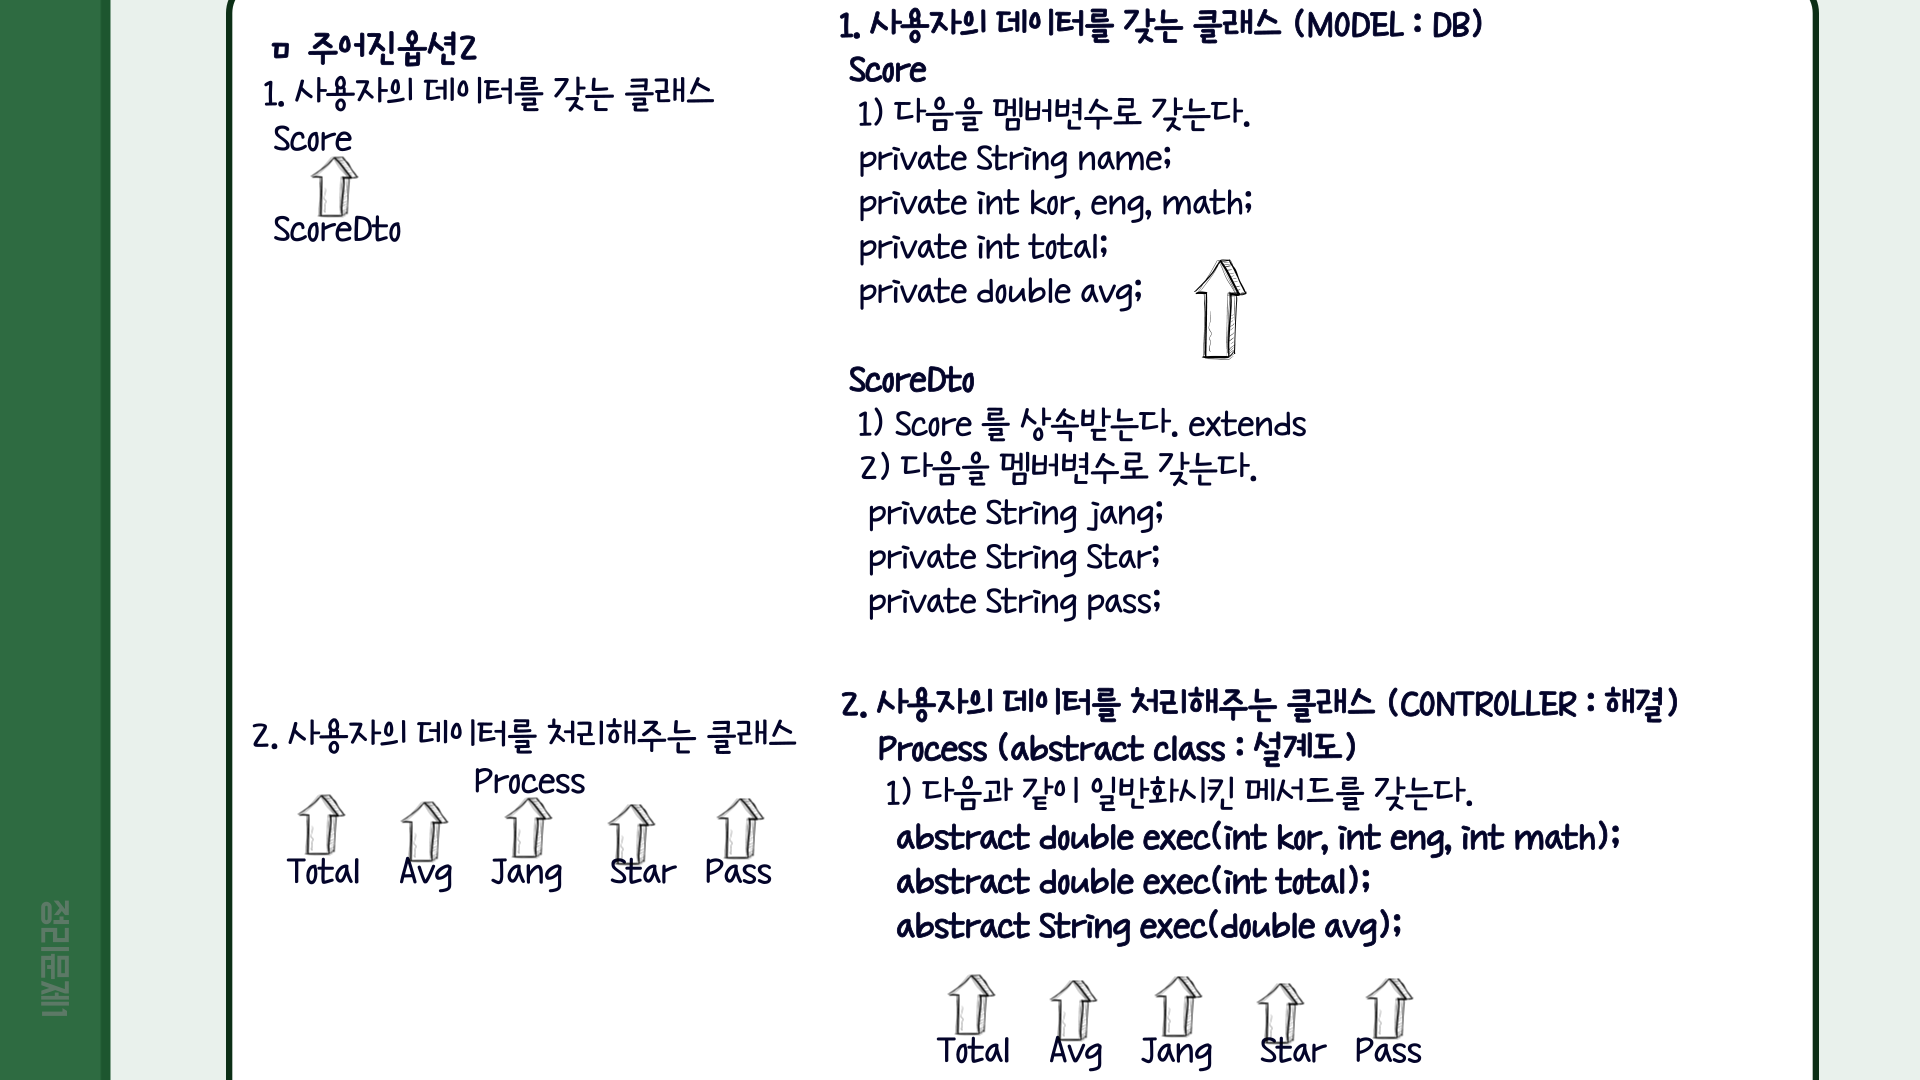 ㅁ 주어진옵션2
1. 사용자의 데이터를 갖는 클래스
Score
ScoreDto
2. 사용자의 데이터를 처리해주는 클래스
Process
Total Avg Jang Star Pass
1. 사용자의 데이터를 갖는 클래스 (MODEL : DB)
Score
1) 다음을 멤버변수로 갖는다.
private String name;
private int kor, eng, math;
private int total;
private double avg;
ScoreDto
1) Score 를 상속받는다. extends
2) 다음을 멤버변수로 갖는다.
private String jang;
private String Star;
private String pass;
2. 사용자의 데이터를 처리해주는 클래스 (CONTROLLER : 해결)
Process (abstract class : 설계도)
1) 다음과 같이 일반화시킨 메서드를 갖는다.
abstract double exec(int kor, int eng, int math);
abstract double exec(int total);
abstract String exec(double avg);
Total Avg Jang Star Pass
정리문제1